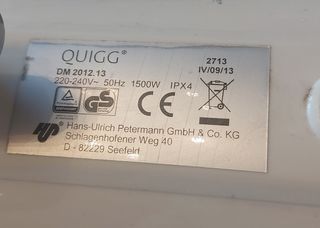 QUIGG®
DM 2012.13
220-240V~ 50Hz 1500W IPX4
2713
IV/09/13
GS
CE
Hans-Ulrich Petermann GmbH & Co. KG
Schlagenhofener Weg 40
D - 82229 Seefeld